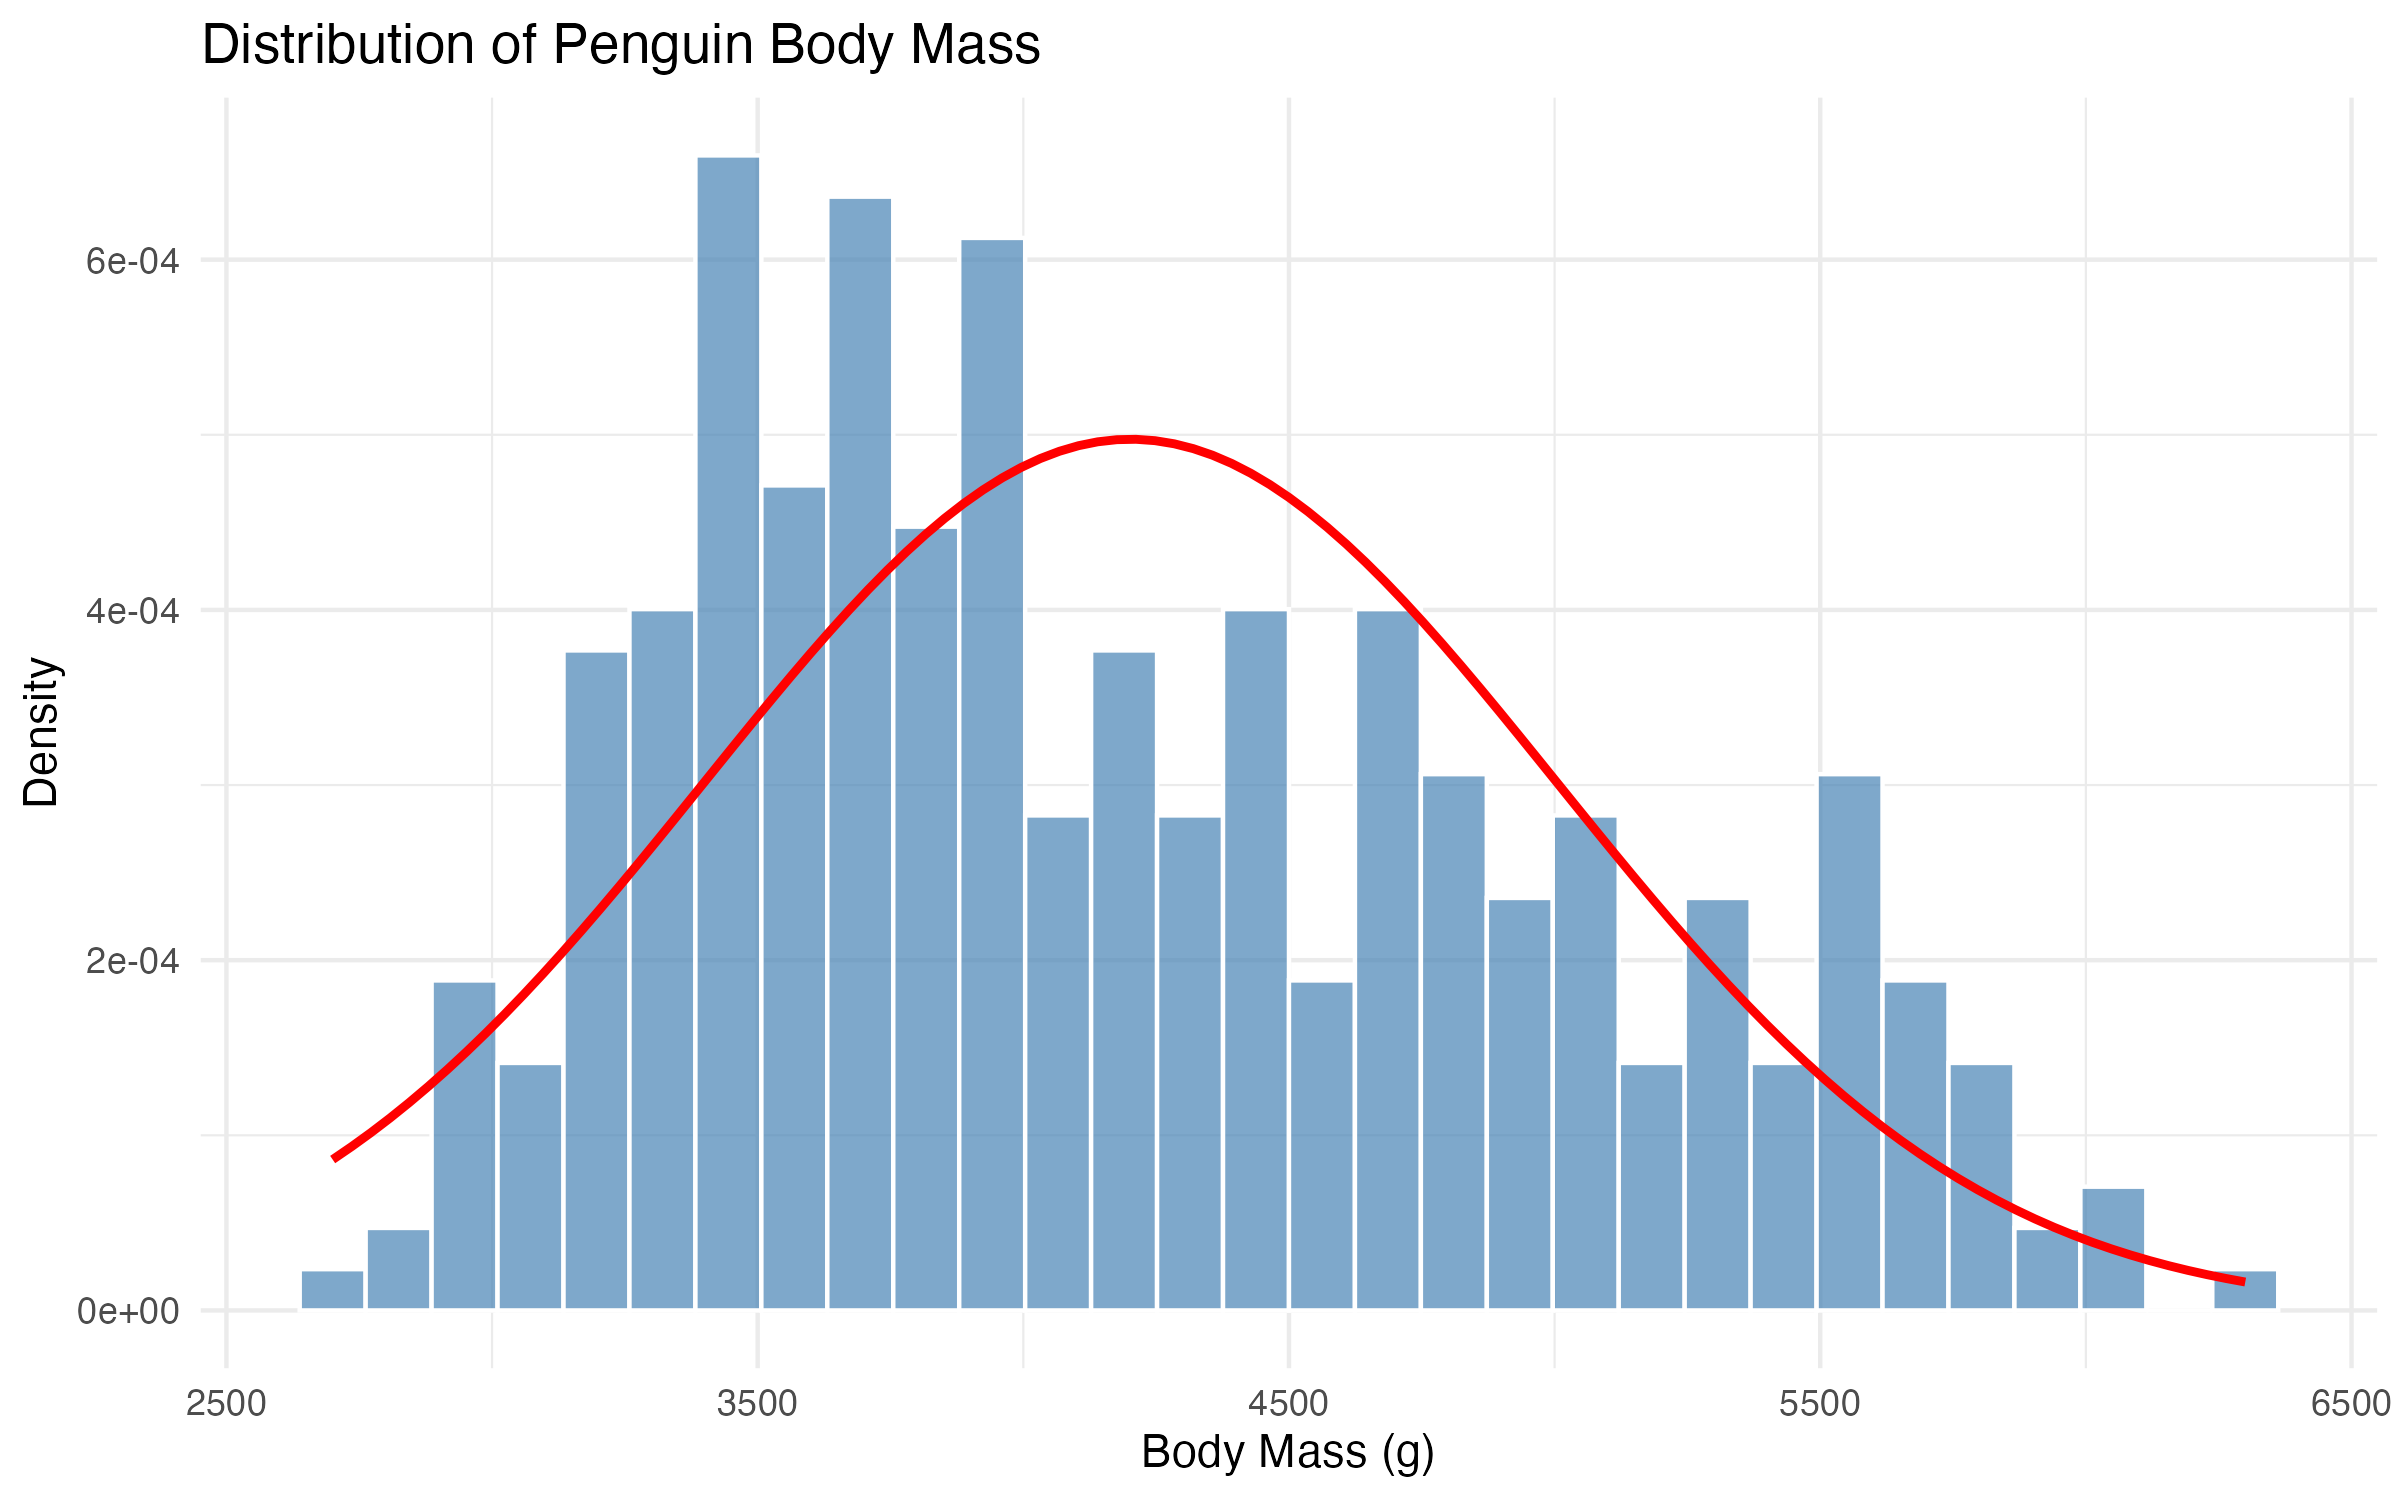 Distribution of Penguin Body Mass
Density
6e-04
4e-04
2e-04
0e+00
2500 3500 4500 5500 6500
Body Mass (g)